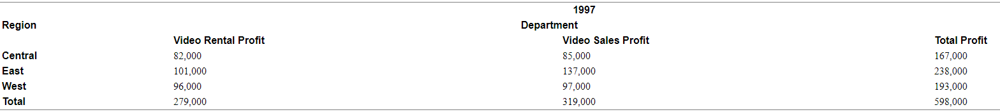 1997
Region Department
Video Rental Profit Video Sales Profit Total Profit
Central 82,000 85,000 167,000
East 101,000 137,000 238,000
West 96,000 97,000 193,000
Total 279,000 319,000 598,000